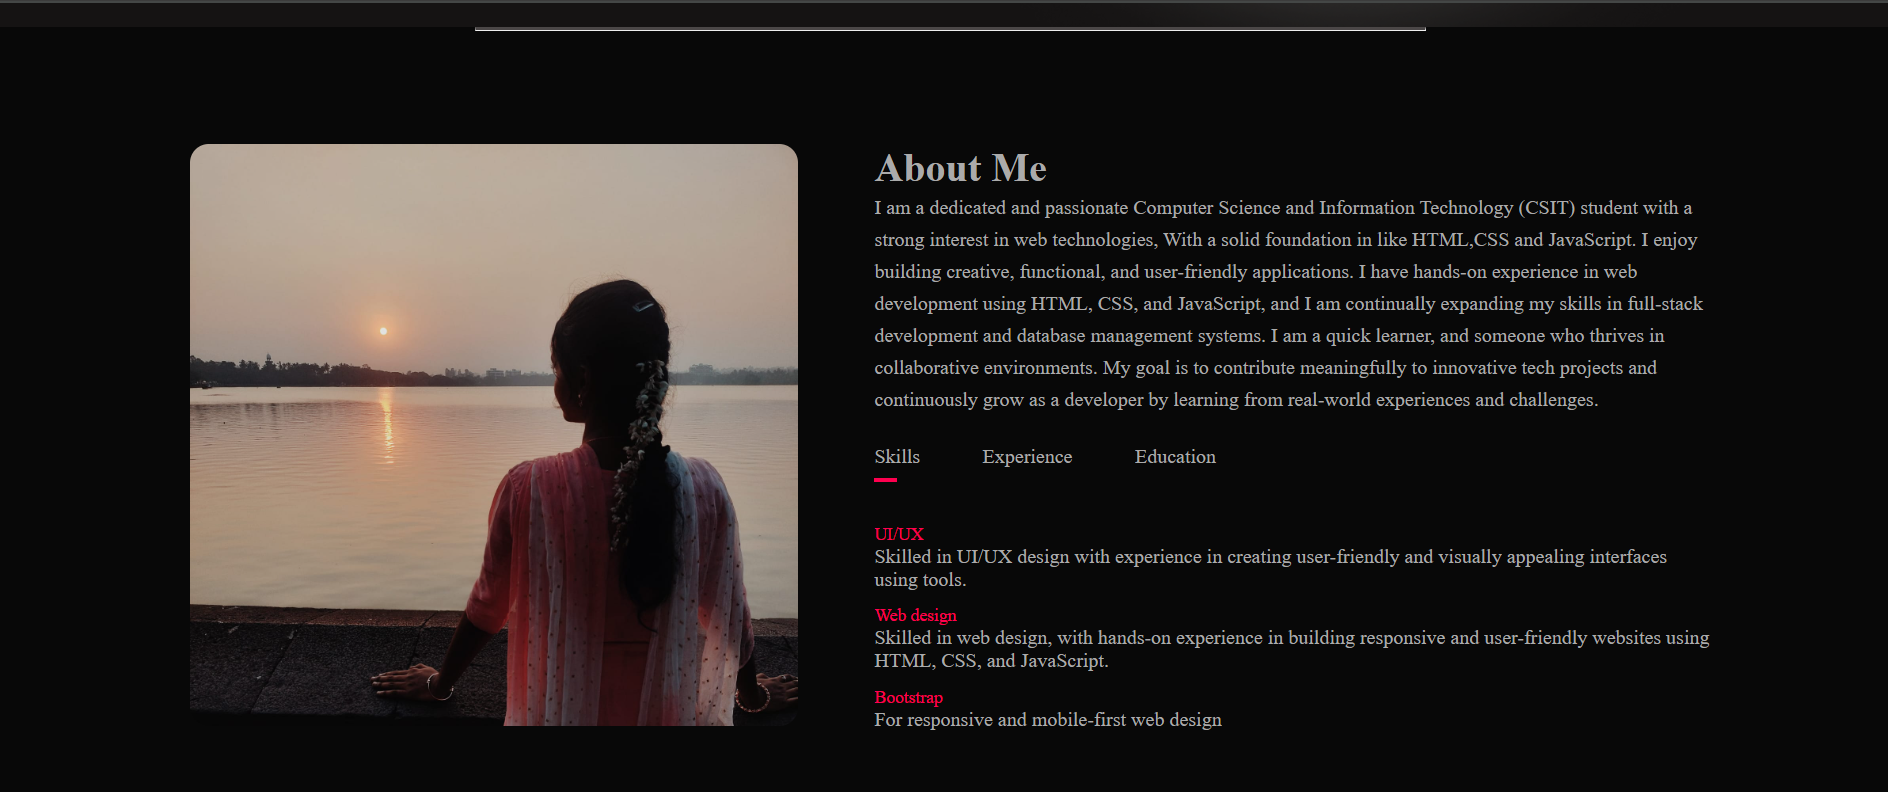 About Me
I am a dedicated and passionate Computer Science and Information Technology (CSIT) student with a
strong interest in web technologies, With a solid foundation in like HTML,CSS and JavaScript. I enjoy
building creative, functional, and user-friendly applications. I have hands-on experience in web
development using HTML, CSS, and JavaScript, and I am continually expanding my skills in full-stack
development and database management systems. I am a quick learner, and someone who thrives in
collaborative environments. My goal is to contribute meaningfully to innovative tech projects and
continuously grow as a developer by learning from real-world experiences and challenges.
Skills Experience Education
UI/UX
Skilled in UI/UX design with experience in creating user-friendly and visually appealing interfaces
using tools.
Web design
Skilled in web design, with hands-on experience in building responsive and user-friendly websites using
HTML, CSS, and JavaScript.
Bootstrap
For responsive and mobile-first web design